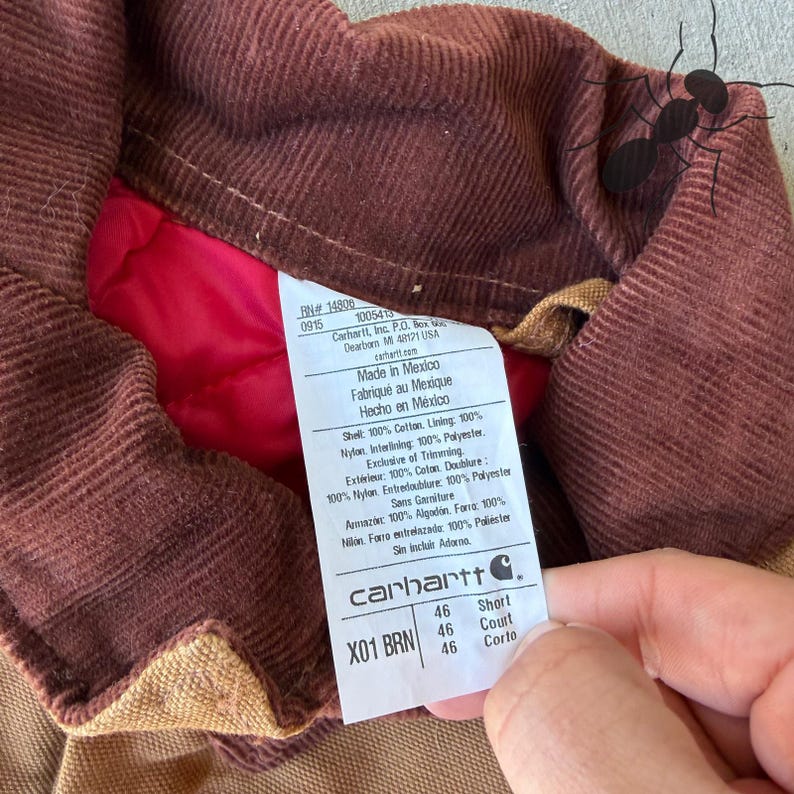 RN# 14806
0915 1005413
Carhartt, Inc. P.O. Box 600
Dearborn MI 48121 USA
carhartt.com
Made in Mexico
Fabriqué au Mexique
Hecho en México
Shell: 100% Cotton. Lining: 100%
Nylon. Interlining: 100% Polyester.
Exclusive of Trimming.
Extérieur: 100% Coton. Doublure :
100% Nylon. Entredoublure: 100% Polyester
Sans Garniture
Armazón: 100% Algodón. Forro: 100%
Nilón. Forro entrelazado: 100% Poliéster
Sin incluir Adorno.
carhartt
X01 BRN
46 Short
46 Court
46 Corto